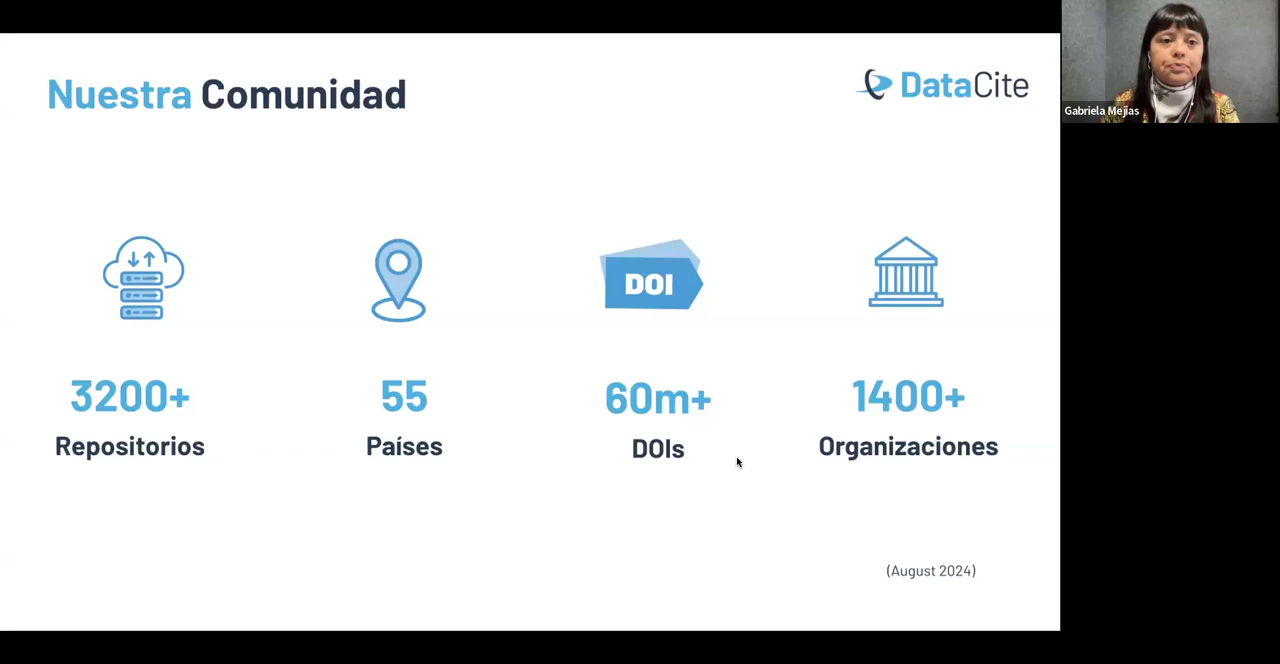 Nuestra Comunidad
DataCite
Gabriela Mejias
DOI
3200+
55
60m+
1400+
Repositorios
Países
DOIs
Organizaciones
(August 2024)